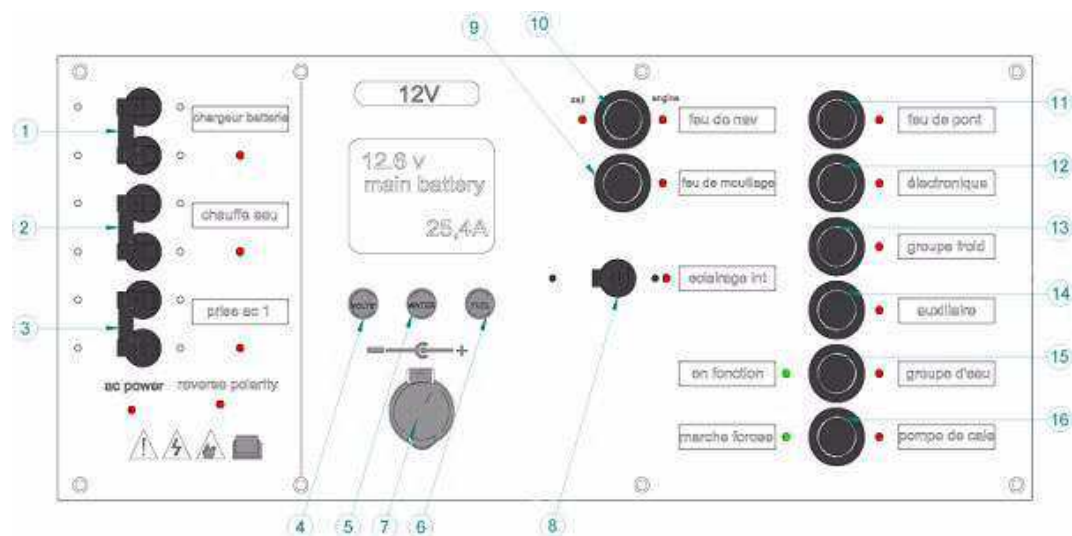 9
10
12V
12.6 v
main battery
25,4A
sail
engine
1
chargeur batterie
feu de nav
11
feu de pont
12
feu de mouillage
électronique
2
chauffe eau
13
groupe froid
eclairage int
14
auxiliaire
3
prise ac 1
VOLTS
WATER
FUEL
15
en fonction
groupe d'eau
ac power
reverse polarity
16
marche forcee
pompe de cale
4
5
7
6
8